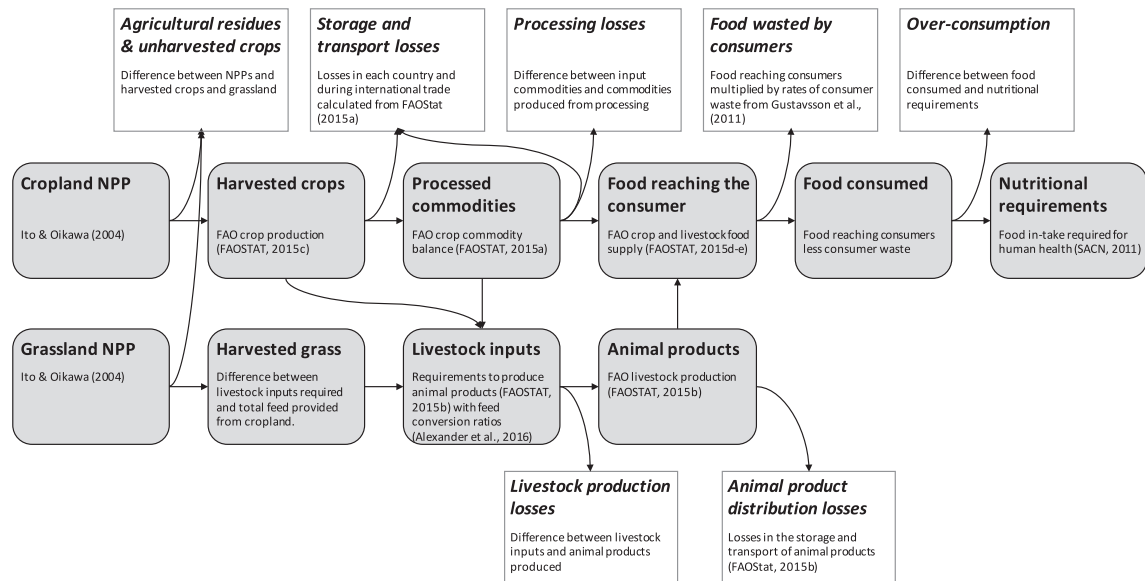 Agricultural residues
& unharvested crops
Difference between NPPs and
harvested crops and grassland
Storage and
transport losses
Losses in each country and
during international trade
calculated from FAOStat
(2015a)
Processing losses
Difference between input
commodities and commodities
produced from processing
Food wasted by
consumers
Food reaching consumers
multiplied by rates of consumer
waste from Gustavsson et al.,
(2011)
Over-consumption
Difference between food
consumed and nutritional
requirements
Cropland NPP
Ito & Oikawa (2004)
Harvested crops
FAO crop production
(FAOSTAT, 2015c)
Processed
commodities
FAO crop commodity
balance (FAOSTAT, 2015a)
Food reaching the
consumer
FAO crop and livestock food
supply (FAOSTAT, 2015d-e)
Food consumed
Food reaching consumers
less consumer waste
Nutritional
requirements
Food in-take required for
human health (SACN, 2011)
Grassland NPP
Ito & Oikawa (2004)
Harvested grass
Difference between
livestock inputs required
and total feed provided
from cropland.
Livestock inputs
Requirements to produce
animal products (FAOSTAT,
2015b) with feed
conversion ratios
(Alexander et al., 2016)
Animal products
FAO livestock production
(FAOSTAT, 2015b)
Livestock production
losses
Difference between livestock
inputs and animal products
produced
Animal product
distribution losses
Losses in the storage and
transport of animal products
(FAOStat, 2015b)